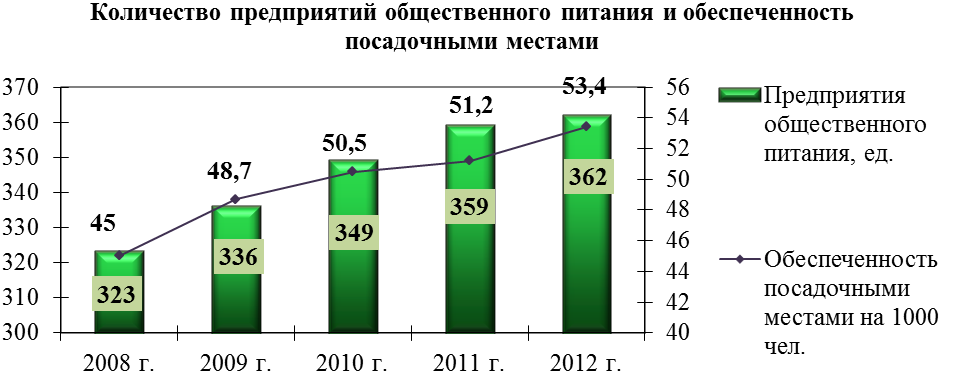 Количество предприятий общественного питания и обеспеченность
посадочными местами
370
360
350
340
330
320
310
300
45
48,7
50,5
51,2
53,4
323
336
349
359
362
56
54
52
50
48
46
44
42
40
2008 г.
2009 г.
2010 г.
2011 г.
2012 г.
Предприятия
общественного
питания, ед.
Обеспеченность
посадочными
местами на 1000
чел.